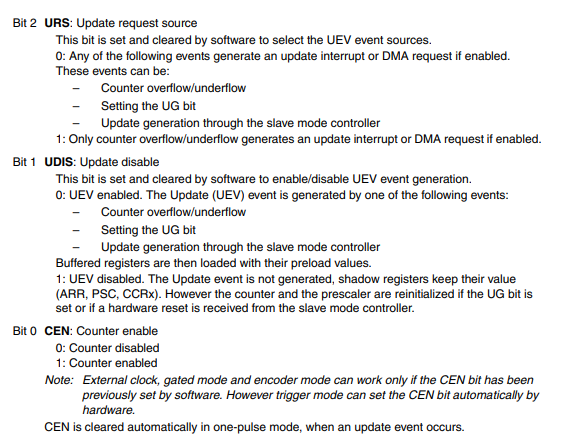 Bit 2 URS: Update request source
This bit is set and cleared by software to select the UEV event sources.
0: Any of the following events generate an update interrupt or DMA request if enabled.
These events can be:
– Counter overflow/underflow
– Setting the UG bit
– Update generation through the slave mode controller
1: Only counter overflow/underflow generates an update interrupt or DMA request if enabled.
Bit 1 UDIS: Update disable
This bit is set and cleared by software to enable/disable UEV event generation.
0: UEV enabled. The Update (UEV) event is generated by one of the following events:
– Counter overflow/underflow
– Setting the UG bit
– Update generation through the slave mode controller
Buffered registers are then loaded with their preload values.
1: UEV disabled. The Update event is not generated, shadow registers keep their value
(ARR, PSC, CCRx). However the counter and the prescaler are reinitialized if the UG bit is
set or if a hardware reset is received from the slave mode controller.
Bit 0 CEN: Counter enable
0: Counter disabled
1: Counter enabled
Note: External clock, gated mode and encoder mode can work only if the CEN bit has been
previously set by software. However trigger mode can set the CEN bit automatically by
hardware.
CEN is cleared automatically in one-pulse mode, when an update event occurs.